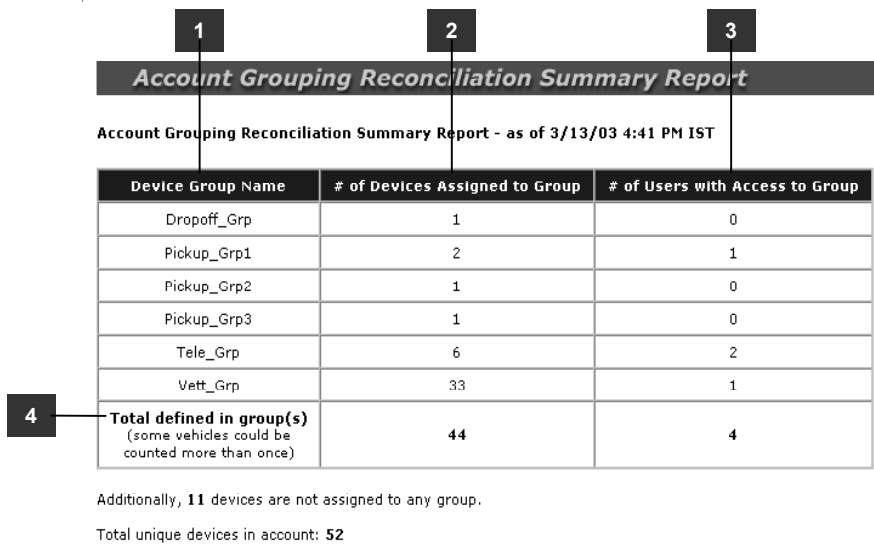 1 2 3
Account Grouping Reconciliation Summary Report
Account Grouping Reconciliation Summary Report - as of 3/13/03 4:41 PM IST
Device Group Name # of Devices Assigned to Group # of Users with Access to Group
Dropoff_Grp 1 0
Pickup_Grp1 2 1
Pickup_Grp2 1 0
Pickup_Grp3 1 0
Tele_Grp 6 2
Vett_Grp 33 1
4 Total defined in group(s)
(some vehicles could be 44 4
counted more than once)
Additionally, 11 devices are not assigned to any group.
Total unique devices in account: 52